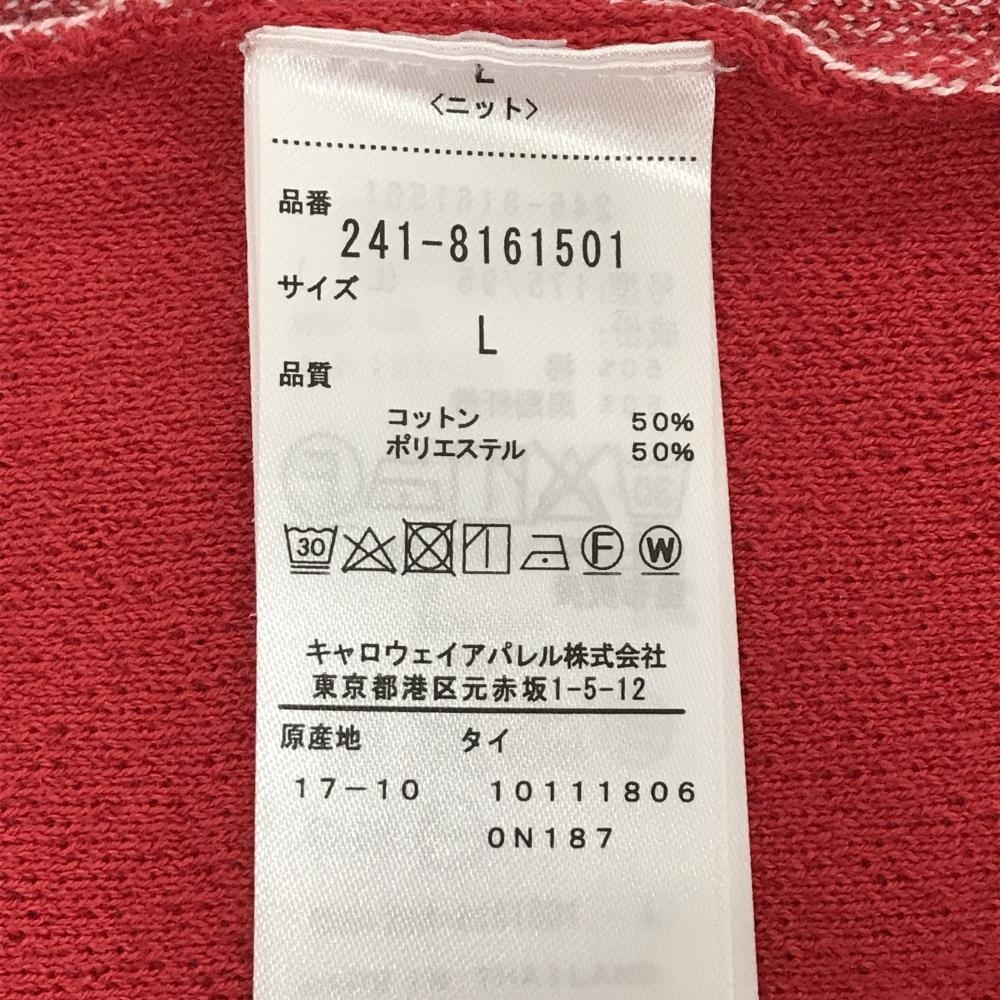 L
〈ニット〉
品番
241-8161501
サイズ
L
品質
コットン 50%
ポリエステル 50%
30 F W
キャロウェイアパレル株式会社
東京都港区元赤坂1-5-12
原産地 タイ
17-10 10111806
0N187